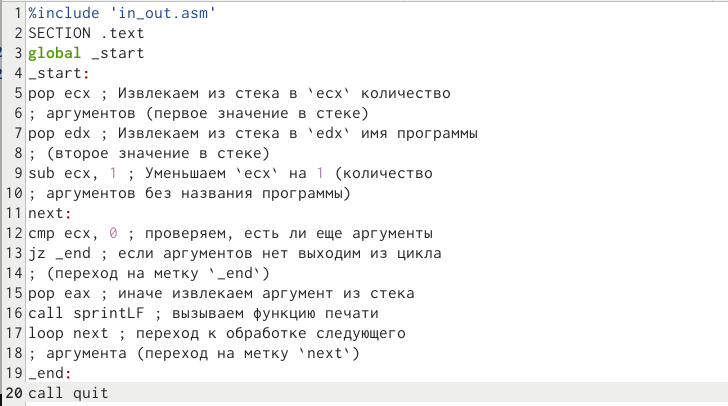 1 %include 'in_out.asm'
2 SECTION .text
3 global _start
4 _start:
5 pop ecx ; Извлекаем из стека в `ecx` количество
6 ; аргументов (первое значение в стеке)
7 pop edx ; Извлекаем из стека в `edx` имя программы
8 ; (второе значение в стеке)
9 sub ecx, 1 ; Уменьшаем `ecx` на 1 (количество
10 ; аргументов без названия программы)
11 next:
12 cmp ecx, 0 ; проверяем, есть ли еще аргументы
13 jz _end ; если аргументов нет выходим из цикла
14 ; (переход на метку `_end`)
15 pop eax ; иначе извлекаем аргумент из стека
16 call sprintLF ; вызываем функцию печати
17 loop next ; переход к обработке следующего
18 ; аргумента (переход на метку `next`)
19 _end:
20 call quit